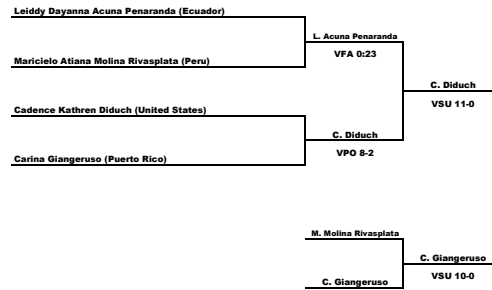 Leiddy Dayanna Acuna Penaranda (Ecuador)
L. Acuna Penaranda
VFA 0:23
Maricielo Atiana Molina Rivasplata (Peru)
C. Diduch
VSU 11-0
Cadence Kathren Diduch (United States)
C. Diduch
VPO 8-2
Carina Giangeruso (Puerto Rico)
M. Molina Rivasplata
C. Giangeruso
VSU 10-0
C. Giangeruso